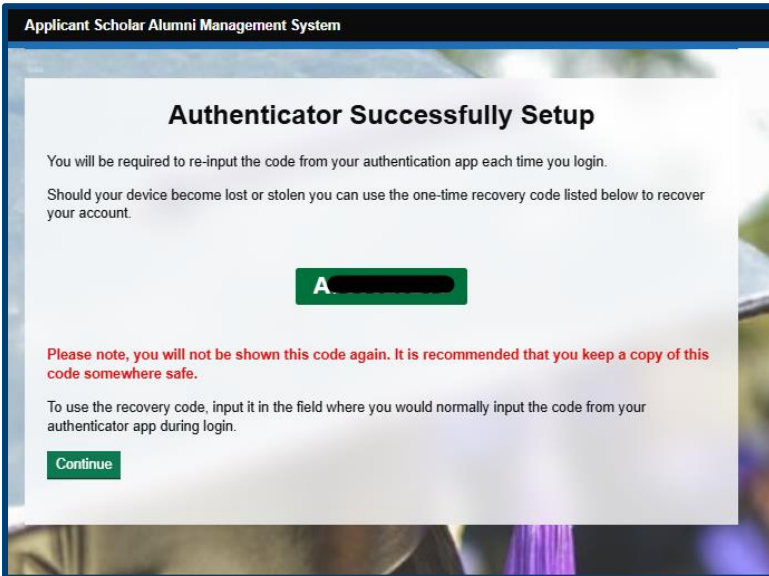 Applicant Scholar Alumni Management System
Authenticator Successfully Setup
You will be required to re-input the code from your authentication app each time you login.
Should your device become lost or stolen you can use the one-time recovery code listed below to recover
your account.
A
Please note, you will not be shown this code again. It is recommended that you keep a copy of this
code somewhere safe.
To use the recovery code, input it in the field where you would normally input the code from your
authenticator app during login.
Continue